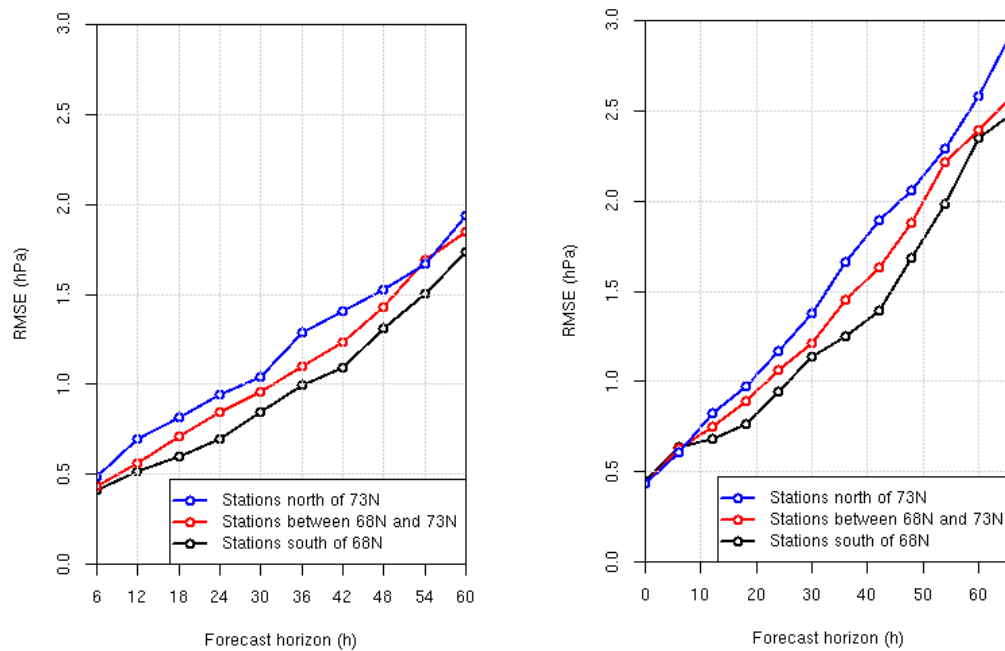 3.0
2.5
2.0
1.5
1.0
0.5
0.0
RMSE (hPa)
Stations north of 73N
Stations between 68N and 73N
Stations south of 68N
6 12 18 24 30 36 42 48 54 60
Forecast horizon (h)
3.0
2.5
2.0
1.5
1.0
0.5
0.0
RMSE (hPa)
Stations north of 73N
Stations between 68N and 73N
Stations south of 68N
0 10 20 30 40 50 60
Forecast horizon (h)